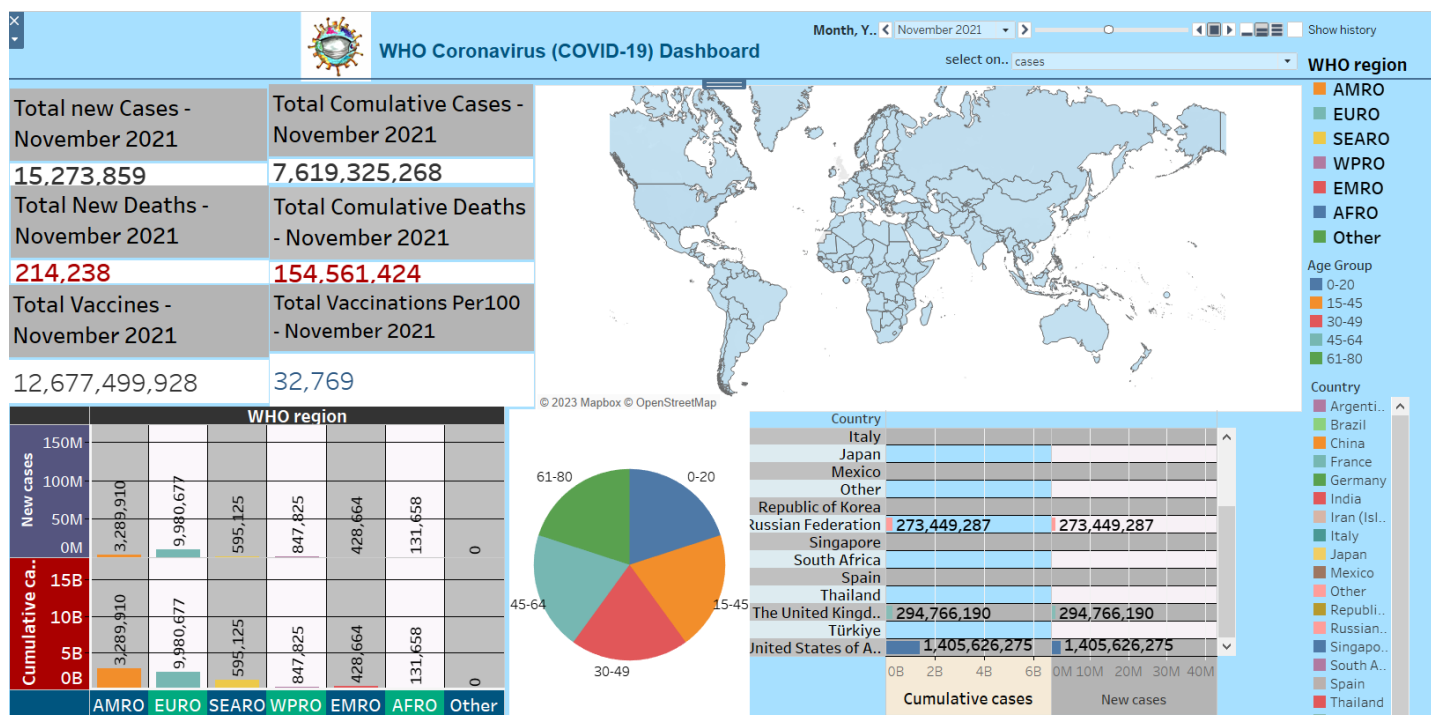 Month, Y.. November 2021
Show history
WHO Coronavirus (COVID-19) Dashboard
select on.. cases
WHO region
AMRO
EURO
SEARO
WPRO
EMRO
AFRO
Other
Age Group
0-20
15-45
30-49
45-64
61-80
Country
Argenti..
Brazil
China
France
Germany
India
Iran (Isl..
Italy
Japan
Mexico
Other
Republi..
Russian..
Singapo..
South A..
Spain
Thailand
Total new Cases -
November 2021
15,273,859
Total Comulative Cases -
November 2021
7,619,325,268
Total New Deaths -
November 2021
214,238
Total Comulative Deaths
- November 2021
154,561,424
Total Vaccines -
November 2021
12,677,499,928
Total Vaccinations Per100
- November 2021
32,769
© 2023 Mapbox © OpenStreetMap
WHO region
New cases
150M
100M
50M
0M
3,289,910
9,980,677
595,125
847,825
428,664
131,658
0
Cumulative ca..
15B
10B
5B
0B
3,289,910
9,980,677
595,125
847,825
428,664
131,658
0
AMRO EURO SEARO WPRO EMRO AFRO Other
61-80
0-20
45-64
15-45
30-49
Country
Italy
Japan
Mexico
Other
Republic of Korea
Russian Federation 273,449,287 273,449,287
Singapore
South Africa
Spain
Thailand
The United Kingd.. 294,766,190 294,766,190
Türkiye
United States of A.. 1,405,626,275 1,405,626,275
0B 2B 4B 6B 0M 10M 20M 30M 40M
Cumulative cases New cases